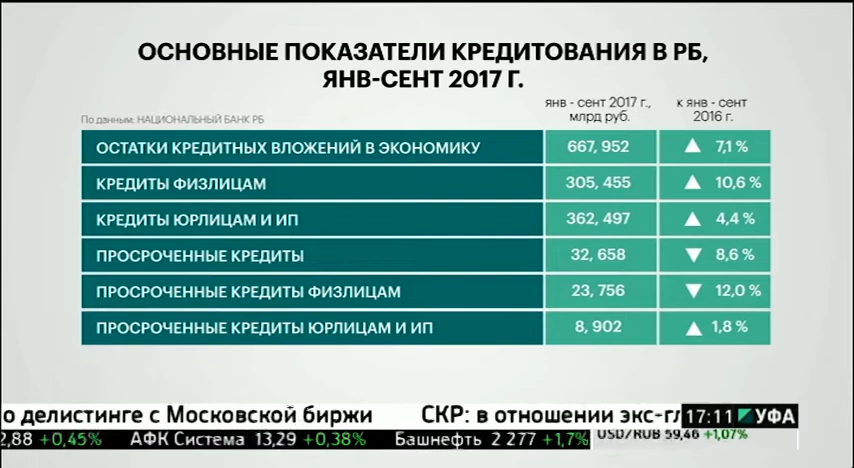 ОСНОВНЫЕ ПОКАЗАТЕЛИ КРЕДИТОВАНИЯ В РБ,
ЯНВ-СЕНТ 2017 Г.
По данным: НАЦИОНАЛЬНЫЙ БАНК РБ
янв - сент 2017 г., млрд руб.
к янв - сент 2016 г.
ОСТАТКИ КРЕДИТНЫХ ВЛОЖЕНИЙ В ЭКОНОМИКУ 667, 952 ▲ 7,1 %
КРЕДИТЫ ФИЗЛИЦАМ 305, 455 ▲ 10,6 %
КРЕДИТЫ ЮРЛИЦАМ И ИП 362, 497 ▲ 4,4 %
ПРОСРОЧЕННЫЕ КРЕДИТЫ 32, 658 ▼ 8,6 %
ПРОСРОЧЕННЫЕ КРЕДИТЫ ФИЗЛИЦАМ 23, 756 ▼ 12,0 %
ПРОСРОЧЕННЫЕ КРЕДИТЫ ЮРЛИЦАМ И ИП 8, 902 ▲ 1,8 %
о делистинге с Московской биржи СКР: в отношении экс-гл 17:11 УФА
2,88 +0,45% АФК Система 13,29 +0,38% Башнефть 2 277 +1,7% USD/RUB 59,46 +1,07%